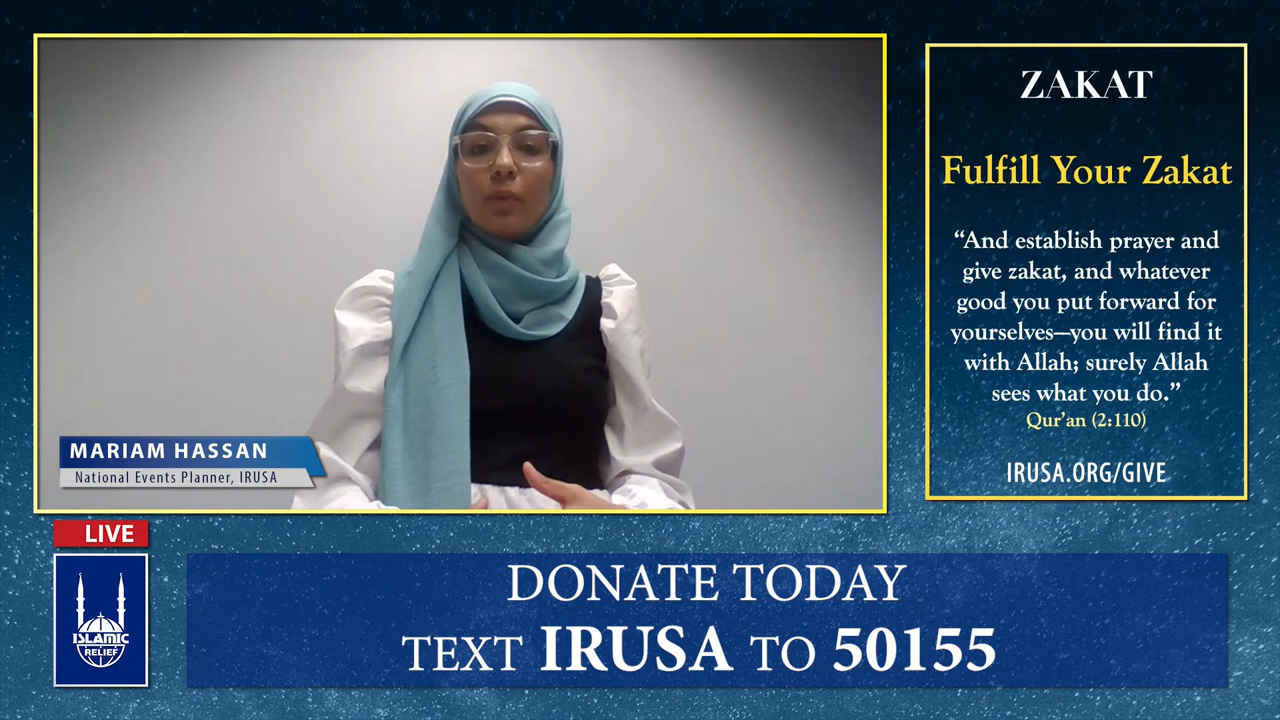 MARIAM HASSAN
National Events Planner, IRUSA
ZAKAT
Fulfill Your Zakat
“And establish prayer and
give zakat, and whatever
good you put forward for
yourselves—you will find it
with Allah; surely Allah
sees what you do.”
Qur’an (2:110)
IRUSA.ORG/GIVE
LIVE
ISLAMIC
RELIEF
DONATE TODAY
TEXT IRUSA TO 50155